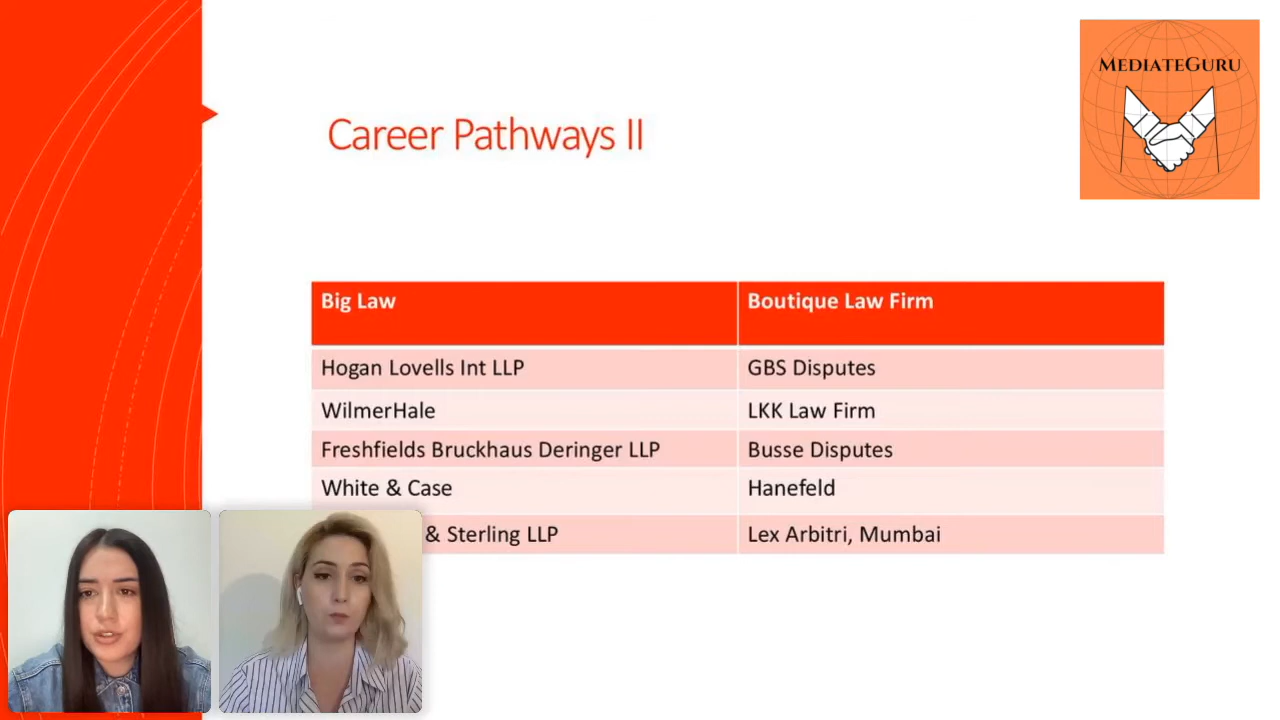 MEDIATEGURU
Career Pathways II
Big Law
Boutique Law Firm
Hogan Lovells Int LLP
GBS Disputes
WilmerHale
LKK Law Firm
Freshfields Bruckhaus Deringer LLP
Busse Disputes
White & Case
Hanefeld
& Sterling LLP
Lex Arbitri, Mumbai